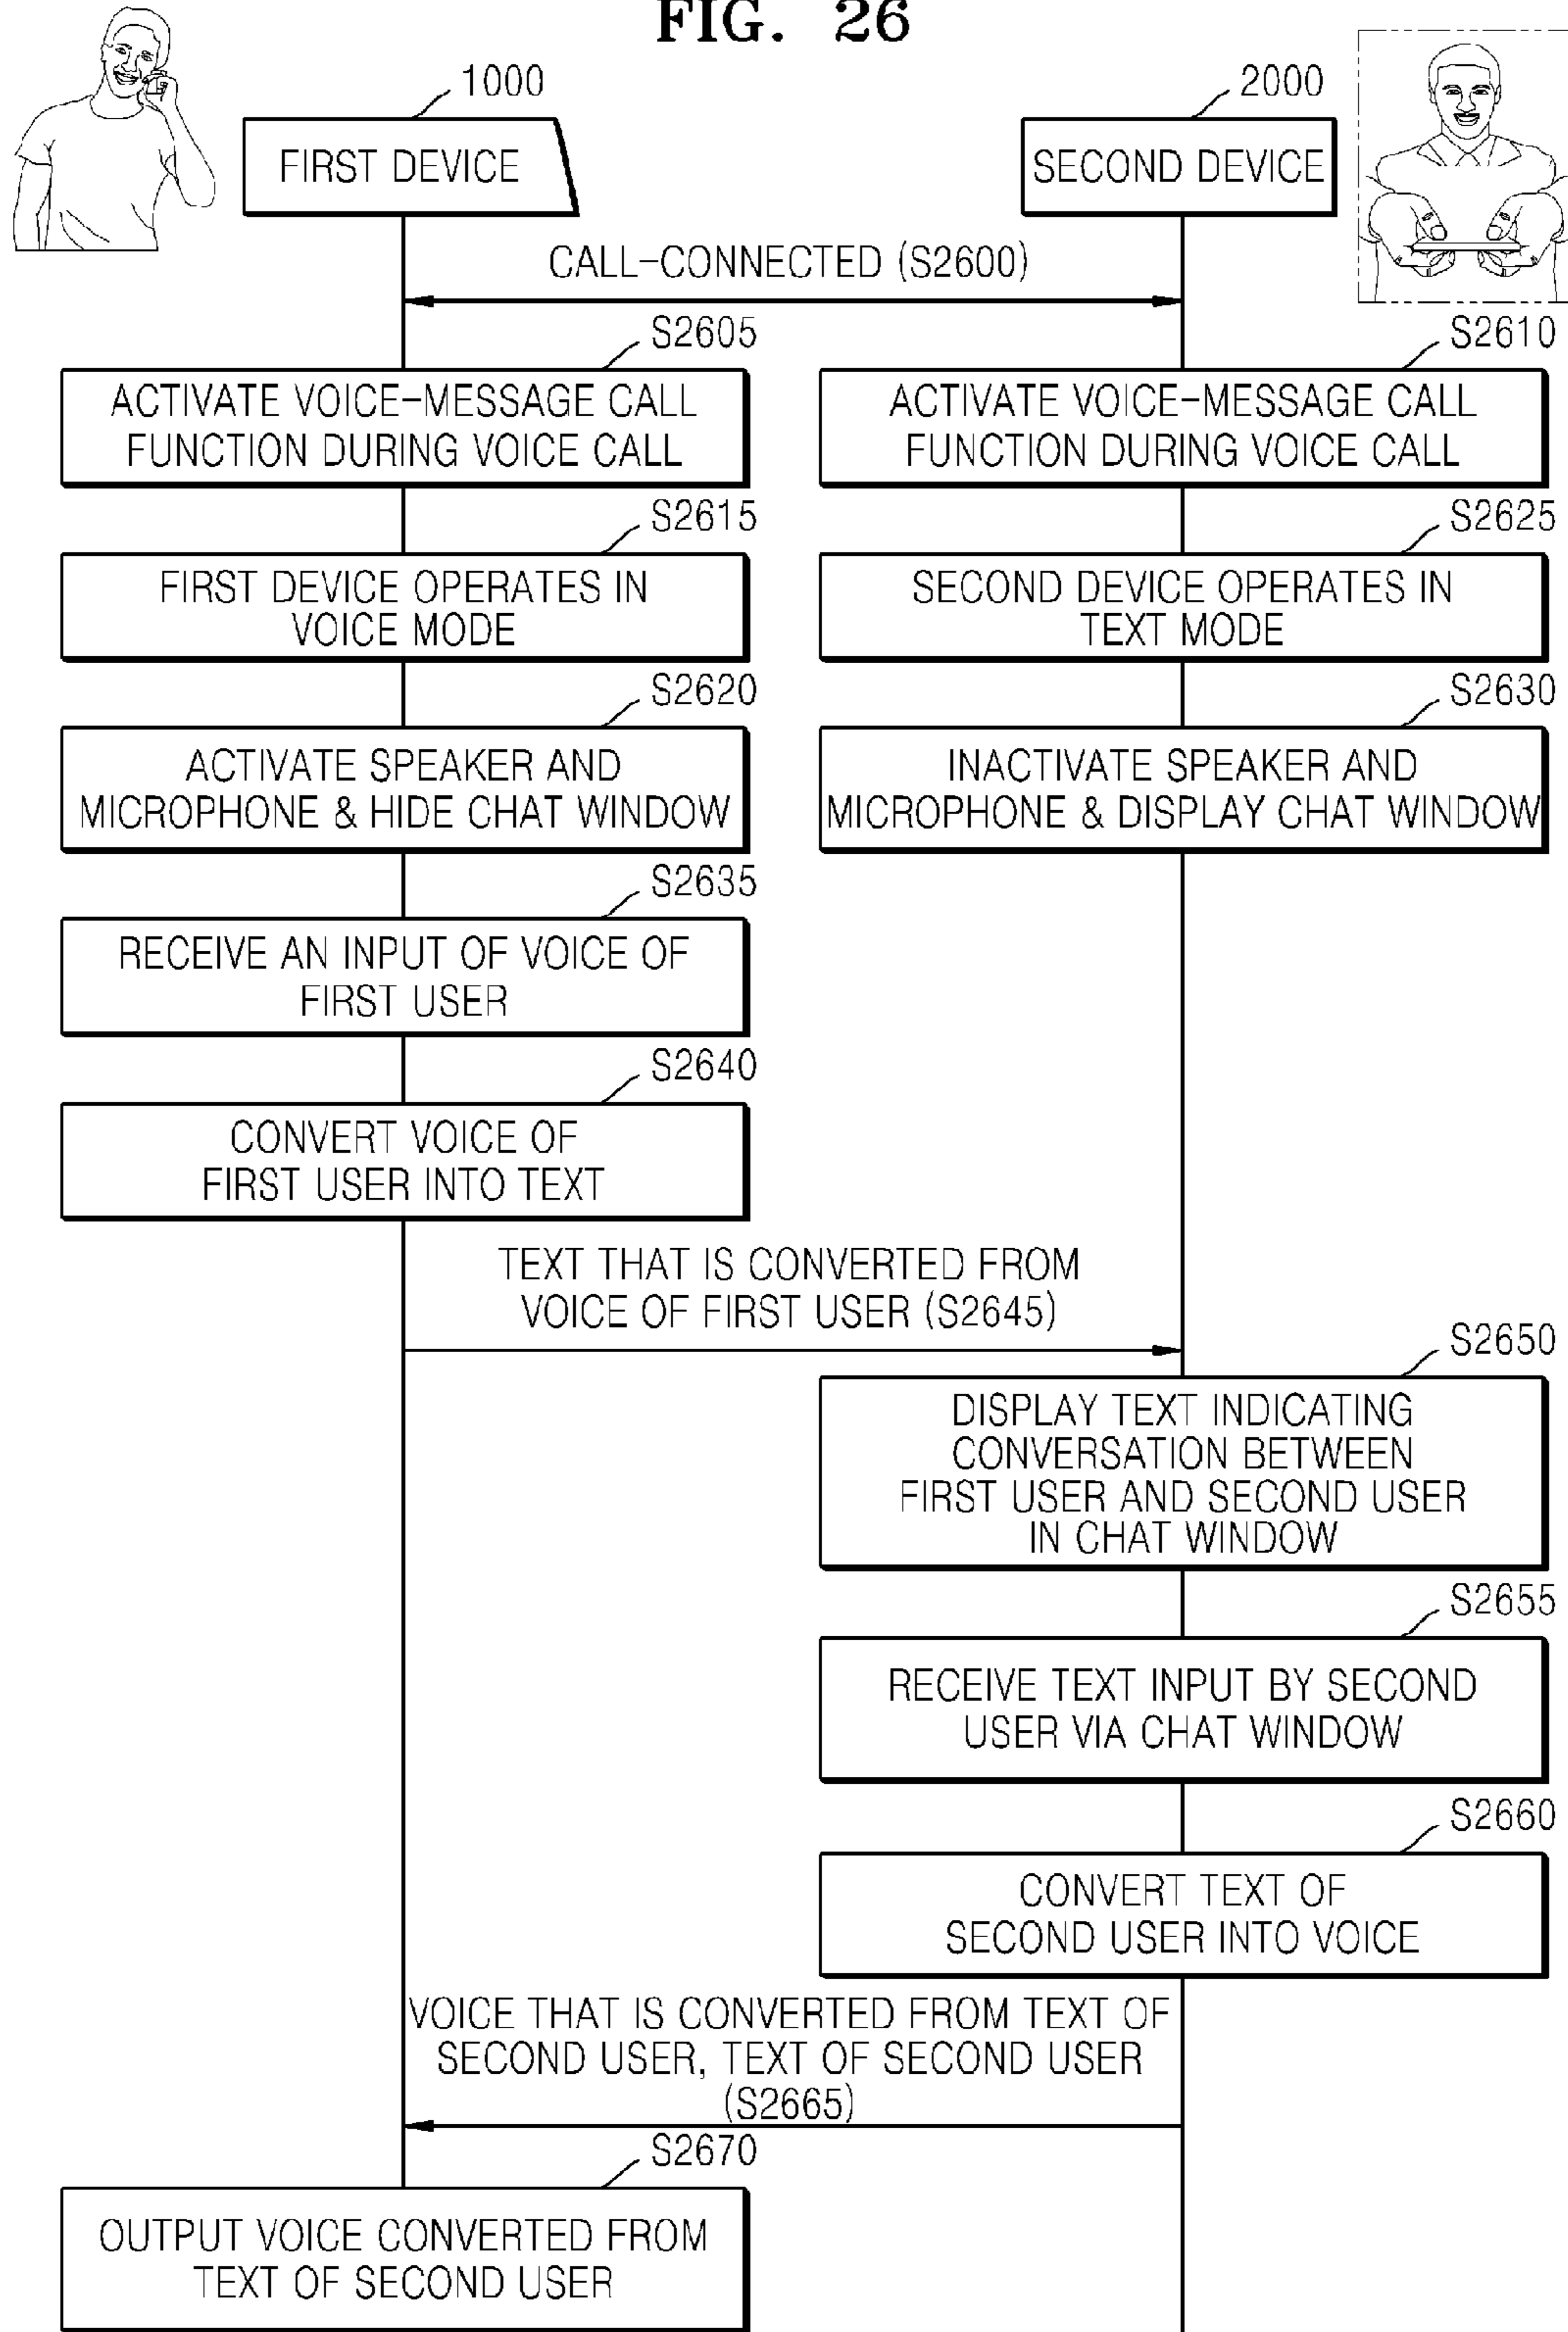 FIG. 26
1000
2000
FIRST DEVICE
SECOND DEVICE
CALL-CONNECTED (S2600)
S2605
ACTIVATE VOICE-MESSAGE CALL
FUNCTION DURING VOICE CALL
S2610
ACTIVATE VOICE-MESSAGE CALL
FUNCTION DURING VOICE CALL
S2615
FIRST DEVICE OPERATES IN
VOICE MODE
S2625
SECOND DEVICE OPERATES IN
TEXT MODE
S2620
ACTIVATE SPEAKER AND
MICROPHONE & HIDE CHAT WINDOW
S2630
INACTIVATE SPEAKER AND
MICROPHONE & DISPLAY CHAT WINDOW
S2635
RECEIVE AN INPUT OF VOICE OF
FIRST USER
S2640
CONVERT VOICE OF
FIRST USER INTO TEXT
TEXT THAT IS CONVERTED FROM
VOICE OF FIRST USER (S2645)
S2650
DISPLAY TEXT INDICATING
CONVERSATION BETWEEN
FIRST USER AND SECOND USER
IN CHAT WINDOW
S2655
RECEIVE TEXT INPUT BY SECOND
USER VIA CHAT WINDOW
S2660
CONVERT TEXT OF
SECOND USER INTO VOICE
VOICE THAT IS CONVERTED FROM TEXT OF
SECOND USER, TEXT OF SECOND USER
(S2665)
S2670
OUTPUT VOICE CONVERTED FROM
TEXT OF SECOND USER